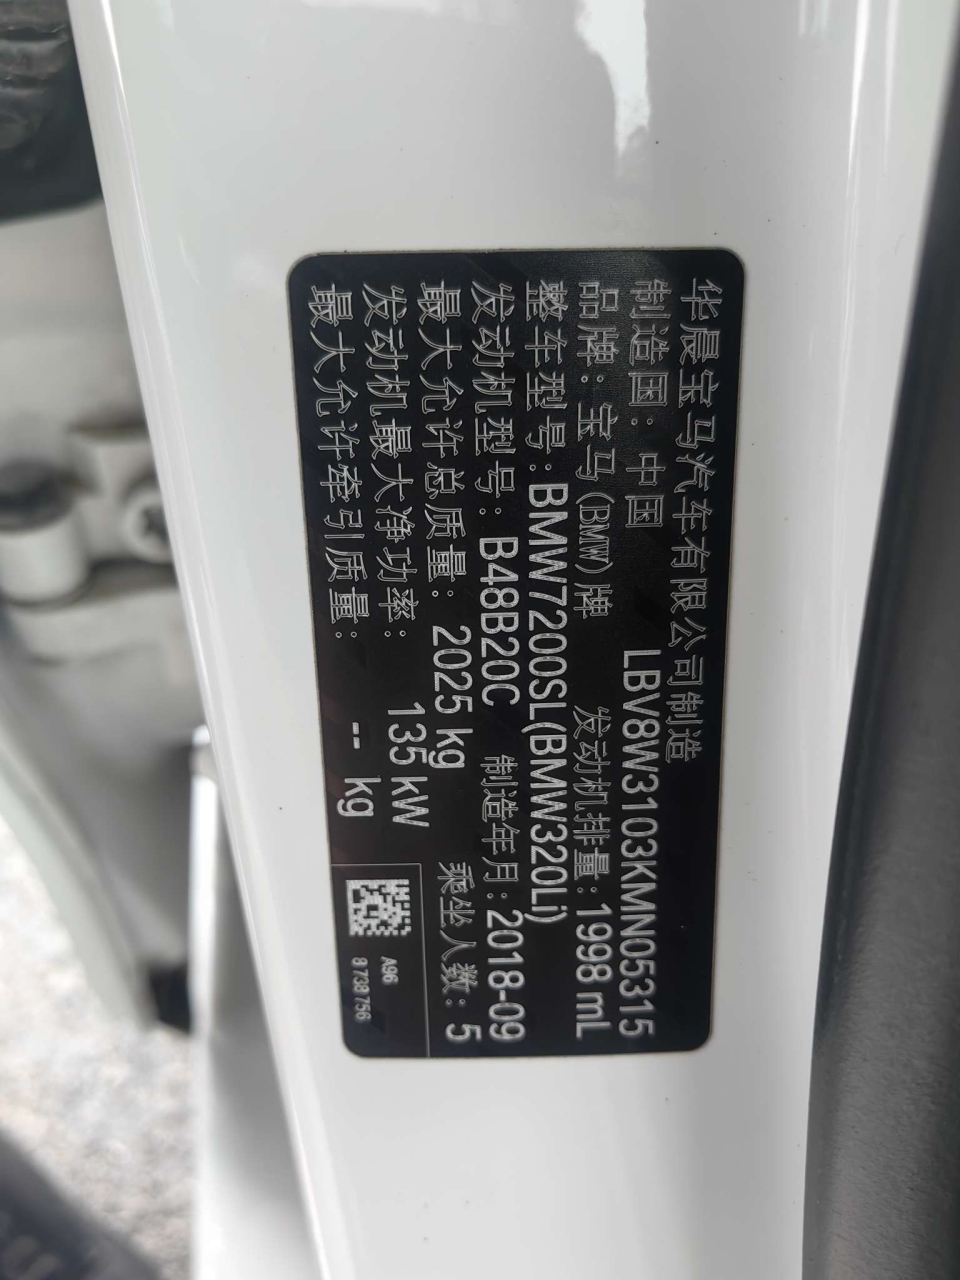 华晨宝马汽车有限公司制造
制造国：中国 LBV8W3103KMN05315
品牌：宝马(BMW)牌 发动机排量：1998 mL
整车型号：BMW7200SL(BMW320Li)
发动机型号：B48B20C 制造年月：2018-09
最大允许总质量：2025 kg 乘坐人数：5
发动机最大净功率：135 kW
最大允许牵引质量：-- kg
A96
8 738 756